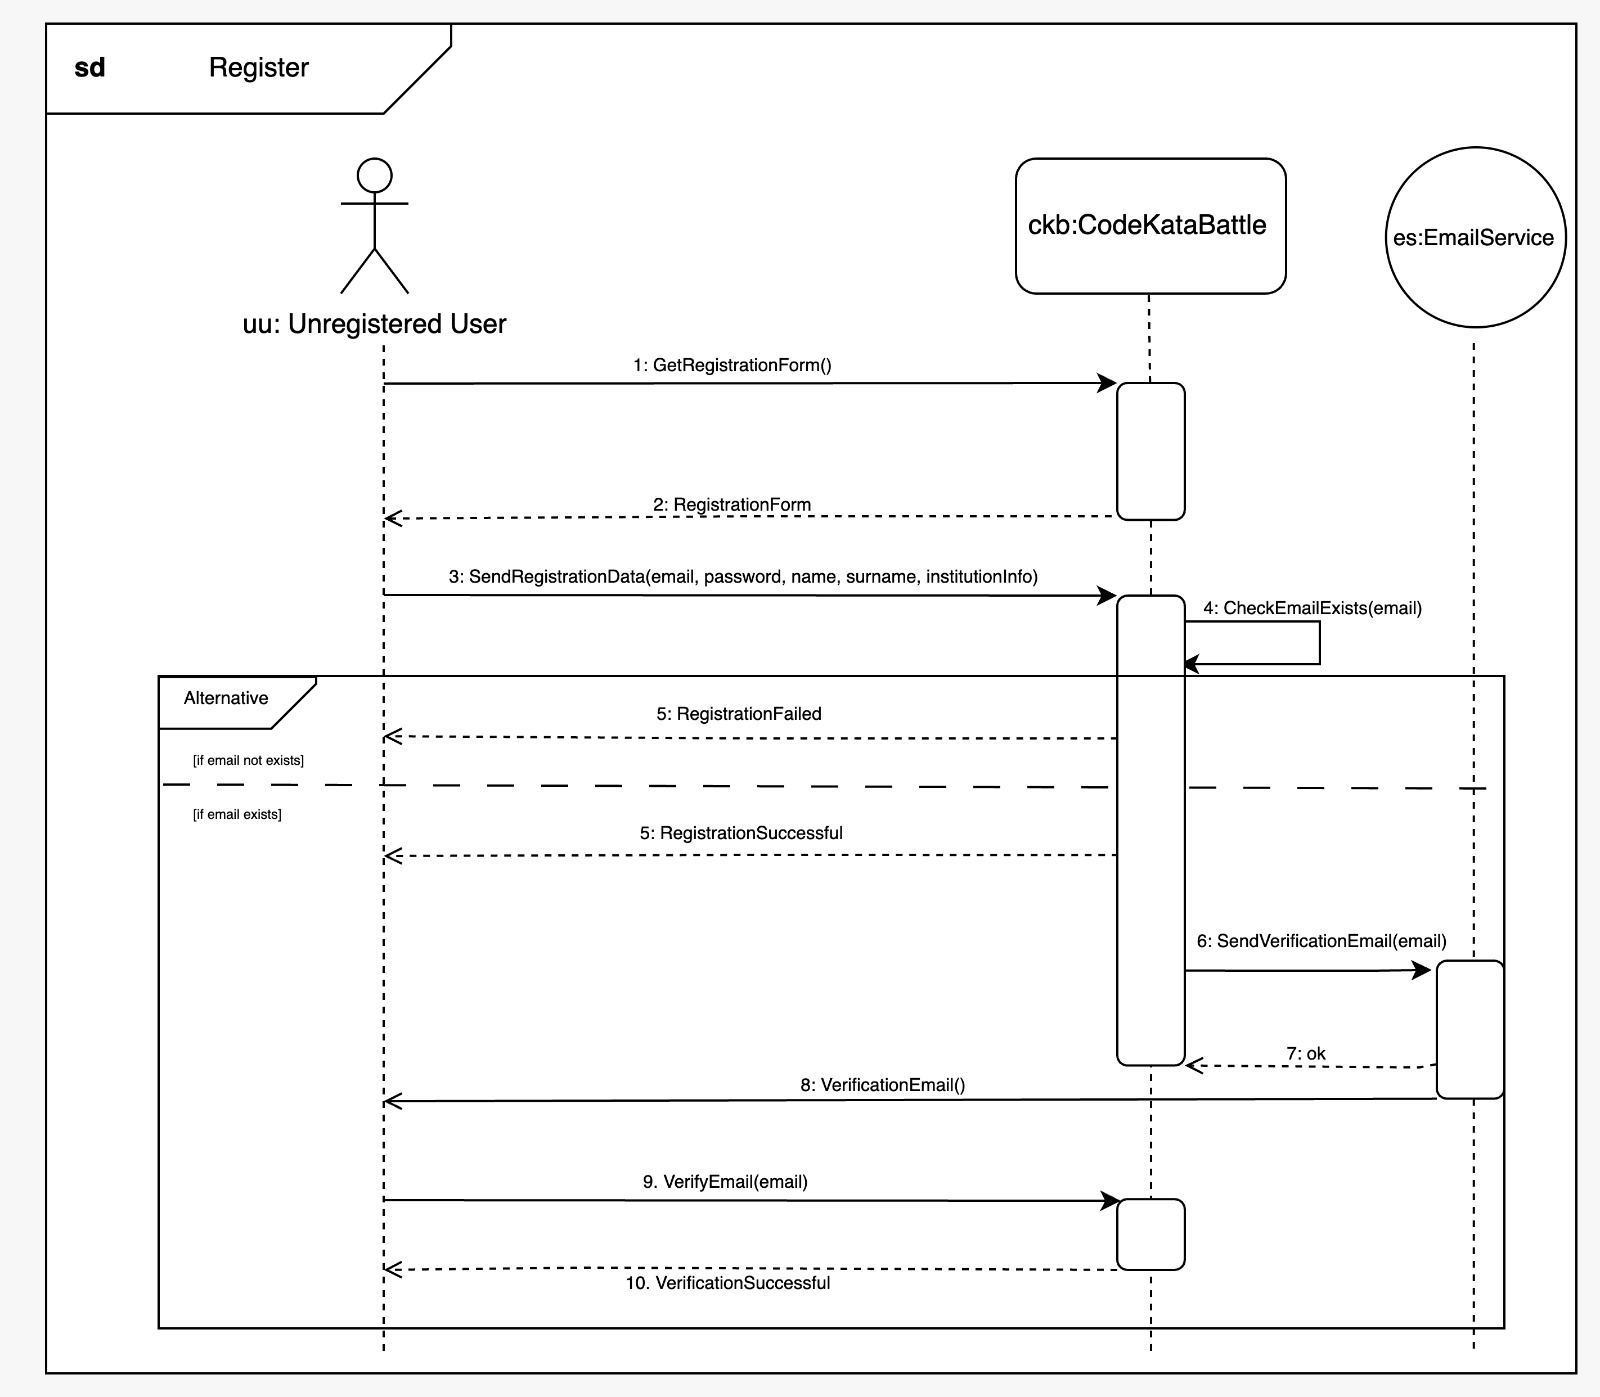 sd Register
uu: Unregistered User
ckb:CodeKataBattle
es:EmailService
1: GetRegistrationForm()
2: RegistrationForm
3: SendRegistrationData(email, password, name, surname, institutionInfo)
4: CheckEmailExists(email)
Alternative
5: RegistrationFailed
[if email not exists]
[if email exists]
5: RegistrationSuccessful
6: SendVerificationEmail(email)
7: ok
8: VerificationEmail()
9. VerifyEmail(email)
10. VerificationSuccessful